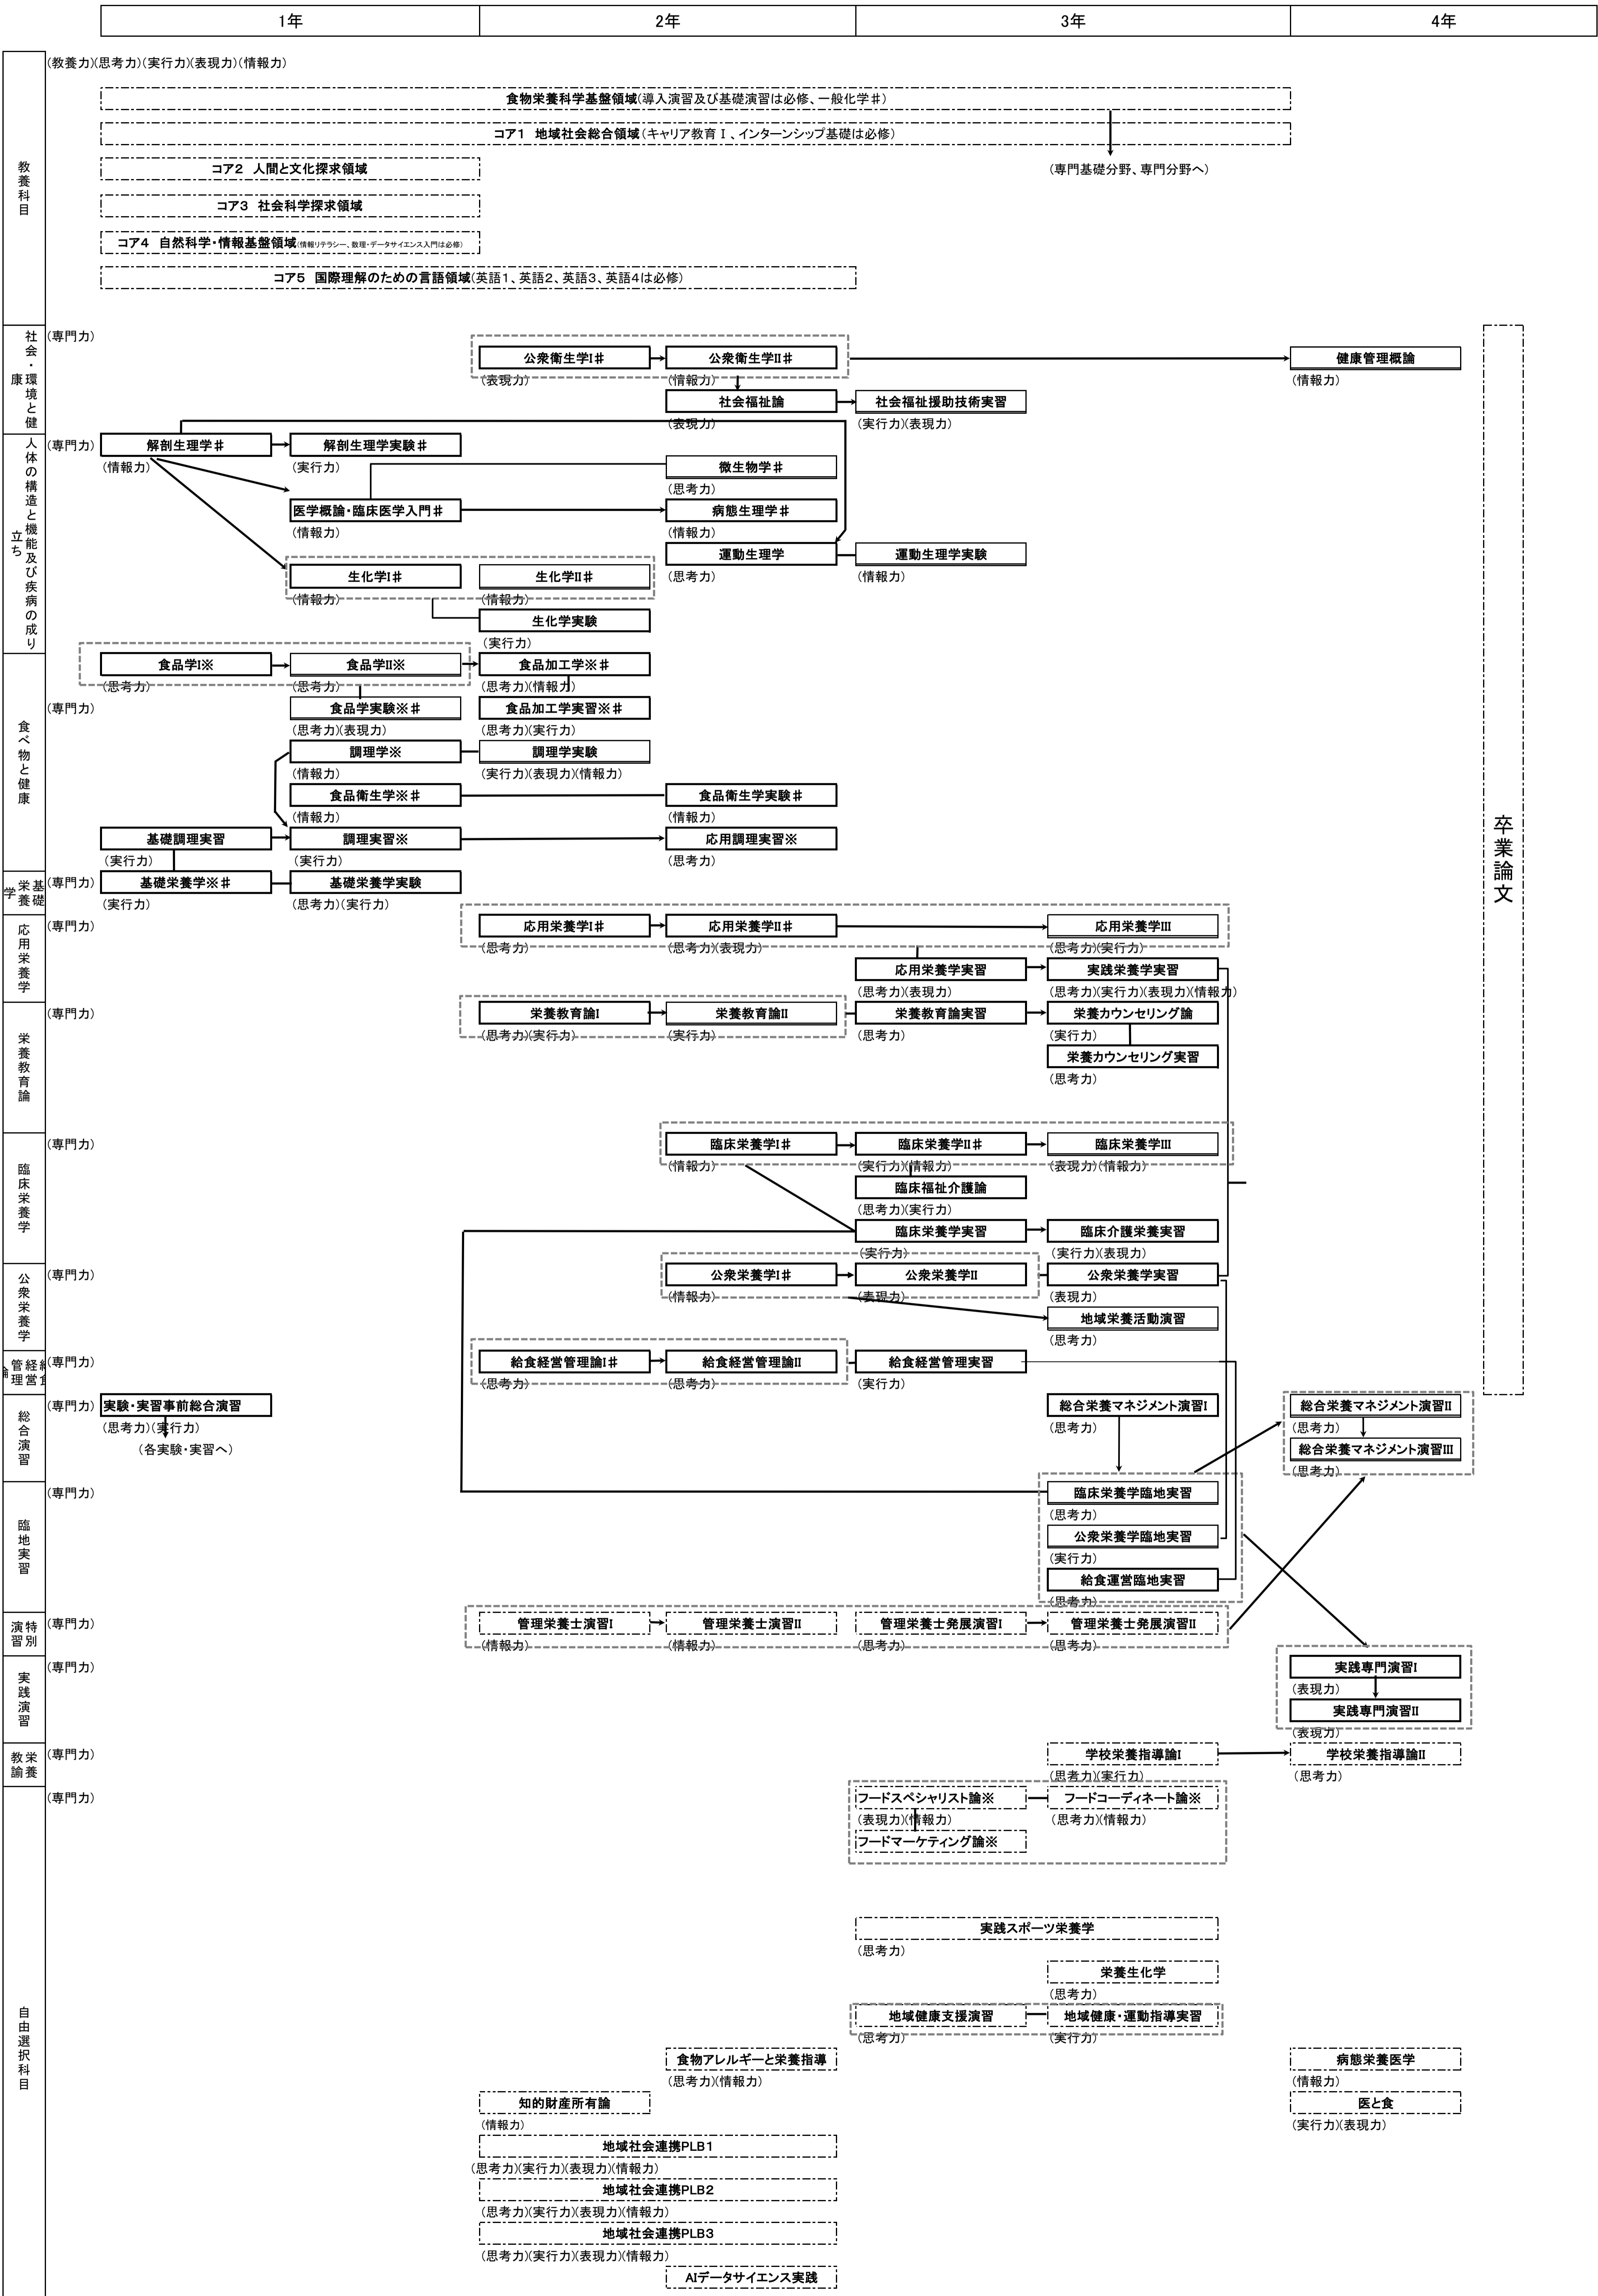 1年
2年
3年
4年
教養科目
(教養力)(思考力)(実行力)(表現力)(情報力)
食物栄養科学基盤領域(導入演習及び基礎演習は必修、一般化学♯)
コア1 地域社会総合領域(キャリア教育Ⅰ、インターンシップ基礎は必修)
コア2 人間と文化探求領域
(専門基礎分野、専門分野へ)
コア3 社会科学探求領域
コア4 自然科学・情報基盤領域(情報リテラシー、数理・データサイエンス入門は必修)
コア5 国際理解のための言語領域(英語1、英語2、英語3、英語4は必修)
社会・環境と健康
(専門力)
公衆衛生学Ⅰ♯
公衆衛生学Ⅱ♯
健康管理概論
(表現力)
(情報力)
(情報力)
社会福祉論
社会福祉援助技術実習
(表現力)
(実行力)(表現力)
人体の構造と機能及び疾病の成り立ち
(専門力)
解剖生理学♯
解剖生理学実験♯
(情報力)
(実行力)
微生物学♯
(思考力)
医学概論・臨床医学入門♯
病態生理学♯
(情報力)
(情報力)
運動生理学
運動生理学実験
(思考力)
(情報力)
生化学Ⅰ♯
生化学Ⅱ♯
(情報力)
(情報力)
生化学実験
(実行力)
食べ物と健康
食品学Ⅰ※
食品学Ⅱ※
食品加工学※♯
(思考力)
(思考力)
(思考力)(情報力)
(専門力)
食品学実験※♯
食品加工学実習※♯
(思考力)(表現力)
(思考力)(実行力)
調理学※
調理学実験
(情報力)
(実行力)(表現力)(情報力)
食品衛生学※♯
食品衛生学実験♯
(情報力)
(情報力)
基礎調理実習
調理実習※
応用調理実習※
(実行力)
(実行力)
(思考力)
基礎栄養学
(専門力)
基礎栄養学※♯
基礎栄養学実験
(実行力)
(思考力)(実行力)
応用栄養学
(専門力)
応用栄養学Ⅰ♯
応用栄養学Ⅱ♯
応用栄養学Ⅲ
(思考力)
(思考力)(表現力)
(思考力)(実行力)
応用栄養学実習
実践栄養学実習
(思考力)(表現力)
(思考力)(実行力)(表現力)(情報力)
栄養教育論
(専門力)
栄養教育論Ⅰ
栄養教育論Ⅱ
栄養教育論実習
栄養カウンセリング論
(思考力)(実行力)
(実行力)
(思考力)
(実行力)
栄養カウンセリング実習
(思考力)
卒業論文
臨床栄養学
(専門力)
臨床栄養学Ⅰ♯
臨床栄養学Ⅱ♯
臨床栄養学Ⅲ
(情報力)
(実行力)(情報力)
(表現力)(情報力)
臨床福祉介護論
(思考力)(実行力)
臨床栄養学実習
臨床介護栄養実習
(実行力)
(実行力)(表現力)
公衆栄養学
(専門力)
公衆栄養学Ⅰ♯
公衆栄養学Ⅱ
公衆栄養学実習
(情報力)
(表現力)
(表現力)
地域栄養活動演習
(思考力)
給食経営管理論
(専門力)
給食経営管理論Ⅰ♯
給食経営管理論Ⅱ
給食経営管理実習
(思考力)
(思考力)
(実行力)
総合演習
(専門力)
実験・実習事前総合演習
総合栄養マネジメント演習Ⅰ
総合栄養マネジメント演習Ⅱ
(思考力)(実行力)
(思考力)
(思考力)
(各実験・実習へ)
総合栄養マネジメント演習Ⅲ
(思考力)
臨地実習
(専門力)
臨床栄養学臨地実習
(思考力)
公衆栄養学臨地実習
(実行力)
給食運営臨地実習
(思考力)
特別演習
(専門力)
管理栄養士演習Ⅰ
管理栄養士演習Ⅱ
管理栄養士発展演習Ⅰ
管理栄養士発展演習Ⅱ
(情報力)
(情報力)
(思考力)
(思考力)
実践演習
(専門力)
実践専門演習Ⅰ
(表現力)
実践専門演習Ⅱ
(表現力)
栄養教諭
(専門力)
学校栄養指導論Ⅰ
学校栄養指導論Ⅱ
(思考力)(実行力)
(思考力)
自由選択科目
(専門力)
フードスペシャリスト論※
フードコーディネート論※
(表現力)(情報力)
(思考力)(情報力)
フードマーケティング論※
実践スポーツ栄養学
(思考力)
栄養生化学
(思考力)
地域健康支援演習
地域健康・運動指導実習
(思考力)
(実行力)
食物アレルギーと栄養指導
病態栄養医学
(思考力)(情報力)
(情報力)
知的財産所有論
医と食
(情報力)
(実行力)(表現力)
地域社会連携PLB1
(思考力)(実行力)(表現力)(情報力)
地域社会連携PLB2
(思考力)(実行力)(表現力)(情報力)
地域社会連携PLB3
(思考力)(実行力)(表現力)(情報力)
AIデータサイエンス実践